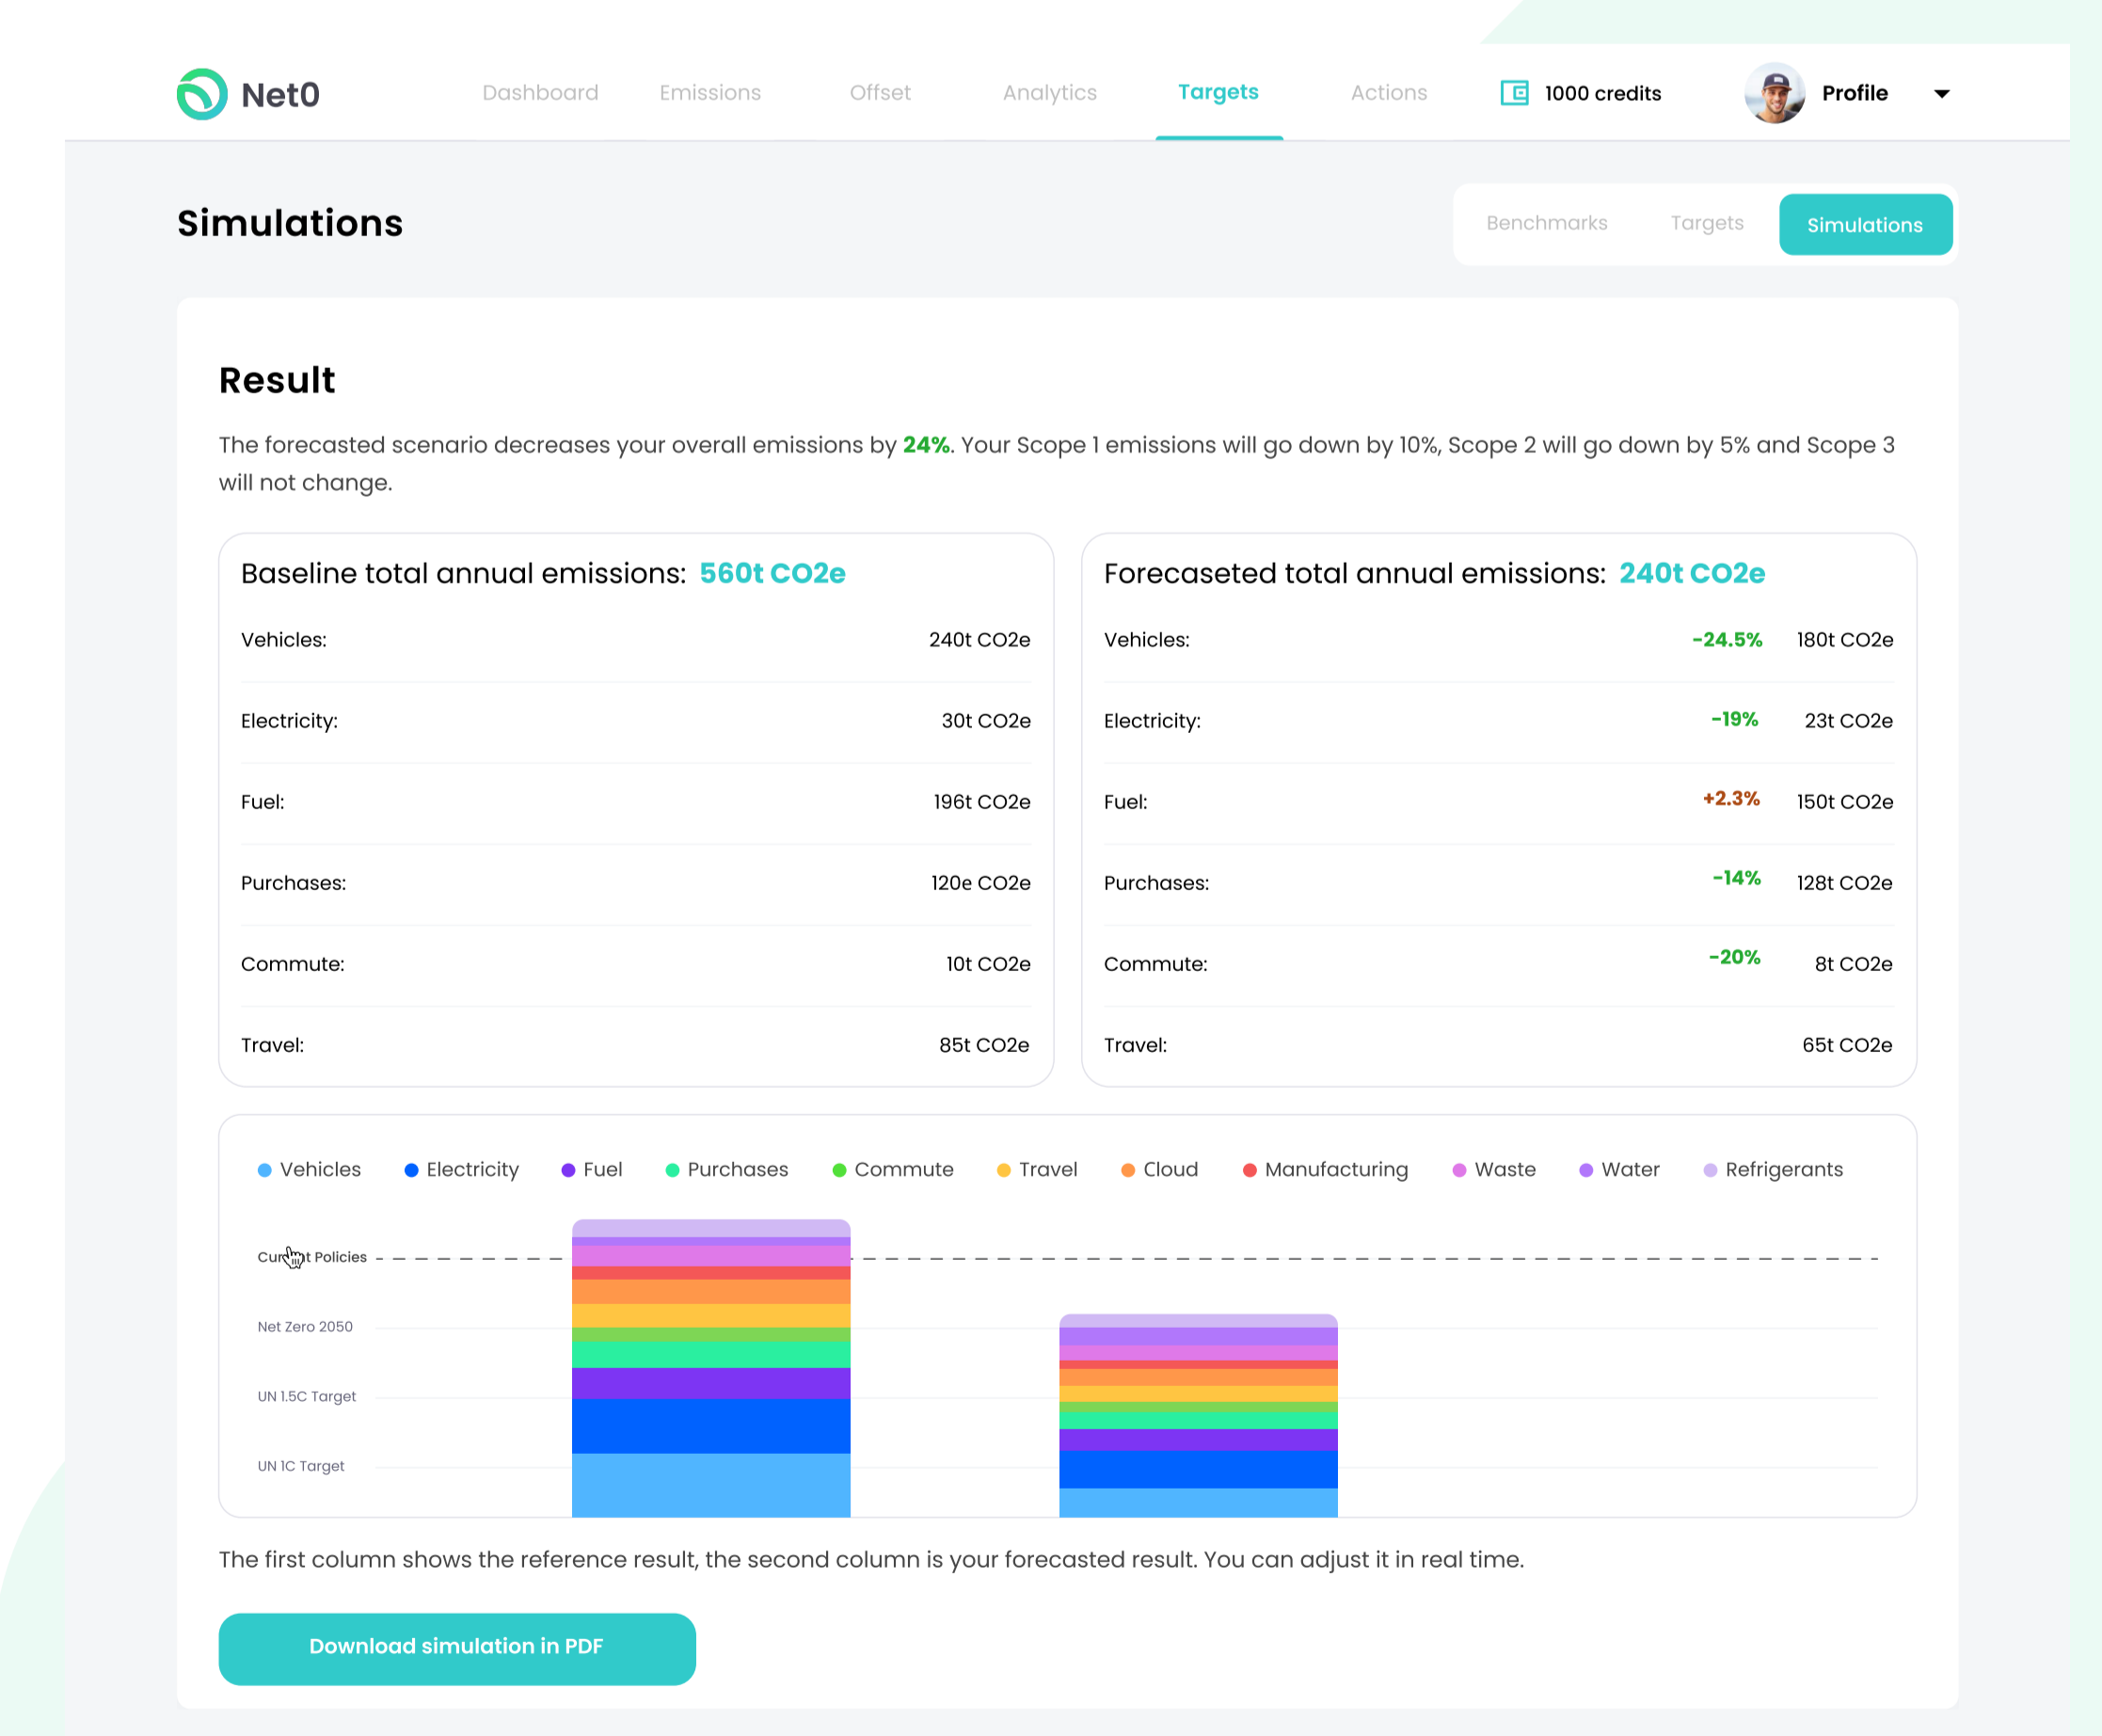 Net0
Dashboard Emissions Offset Analytics Targets Actions 1000 credits Profile
Simulations
Benchmarks Targets Simulations
Result
The forecasted scenario decreases your overall emissions by 24%. Your Scope 1 emissions will go down by 10%, Scope 2 will go down by 5% and Scope 3
will not change.
Baseline total annual emissions: 560t CO2e
Vehicles: 240t CO2e
Electricity: 30t CO2e
Fuel: 196t CO2e
Purchases: 120e CO2e
Commute: 10t CO2e
Travel: 85t CO2e
Forecaseted total annual emissions: 240t CO2e
Vehicles: -24.5% 180t CO2e
Electricity: -19% 23t CO2e
Fuel: +2.3% 150t CO2e
Purchases: -14% 128t CO2e
Commute: -20% 8t CO2e
Travel: 65t CO2e
Vehicles Electricity Fuel Purchases Commute Travel Cloud Manufacturing Waste Water Refrigerants
Current Policies
Net Zero 2050
UN 1.5C Target
UN 1C Target
The first column shows the reference result, the second column is your forecasted result. You can adjust it in real time.
Download simulation in PDF